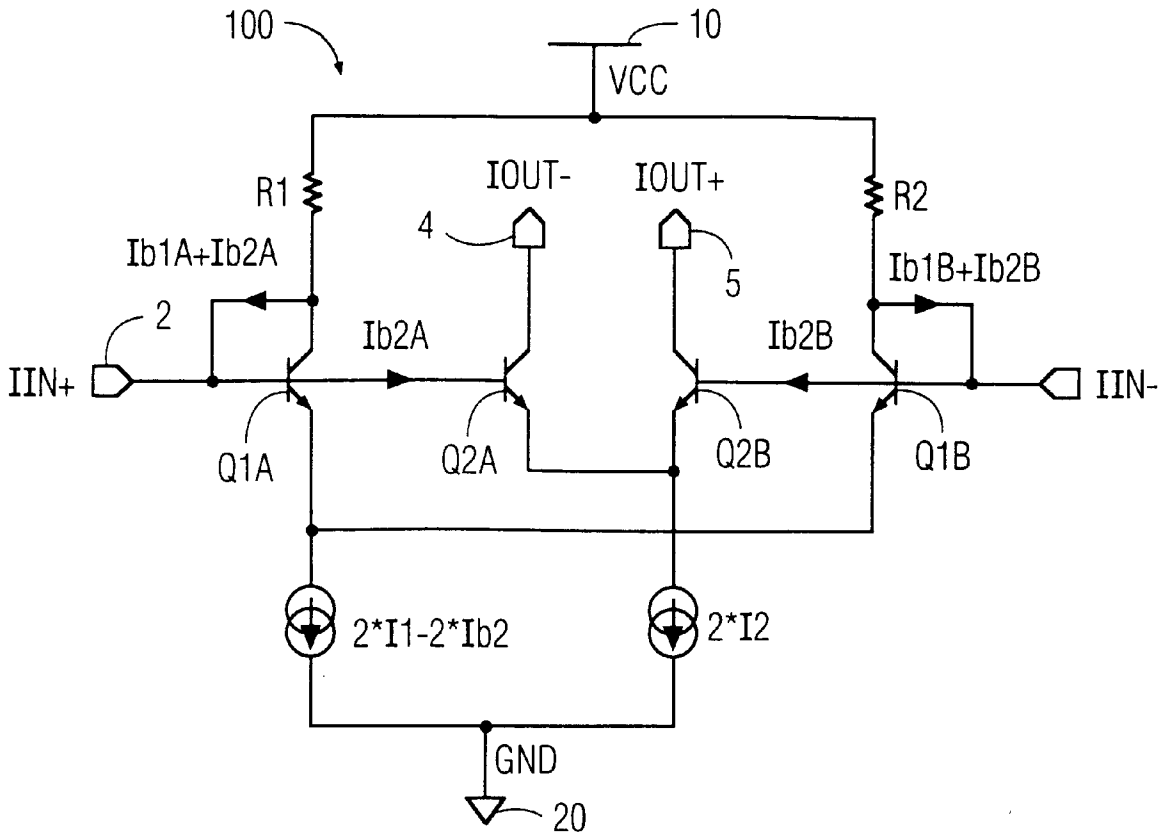 100
10
VCC
IOUT-
IOUT+
R1
R2
4
5
Ib1A+Ib2A
Ib1B+Ib2B
2
Ib2A
Ib2B
IIN+
IIN-
Q1A
Q2A
Q2B
Q1B
2*I1-2*Ib2
2*I2
GND
20